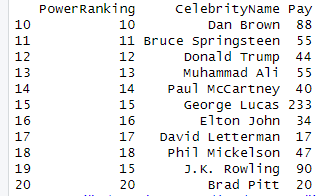 PowerRanking CelebrityName Pay
10 10 Dan Brown 88
11 11 Bruce Springsteen 55
12 12 Donald Trump 44
13 13 Muhammad Ali 55
14 14 Paul McCartney 40
15 15 George Lucas 233
16 16 Elton John 34
17 17 David Letterman 17
18 18 Phil Mickelson 47
19 19 J.K. Rowling 90
20 20 Brad Pitt 20